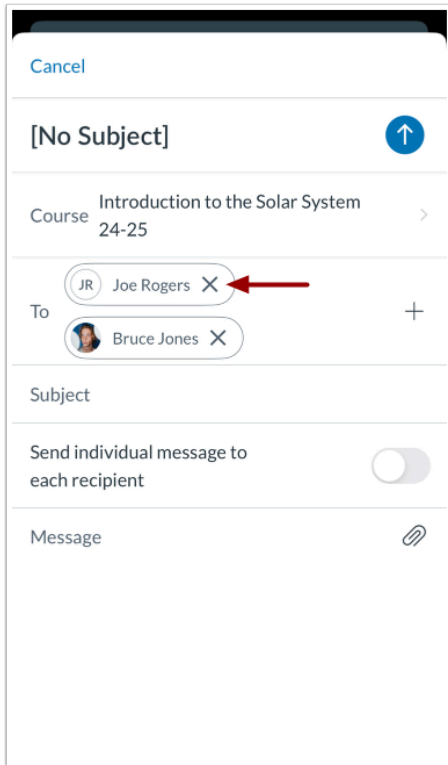 Cancel
[No Subject]
Course
Introduction to the Solar System
24-25
To
JR Joe Rogers
Bruce Jones
Subject
Send individual message to
each recipient
Message